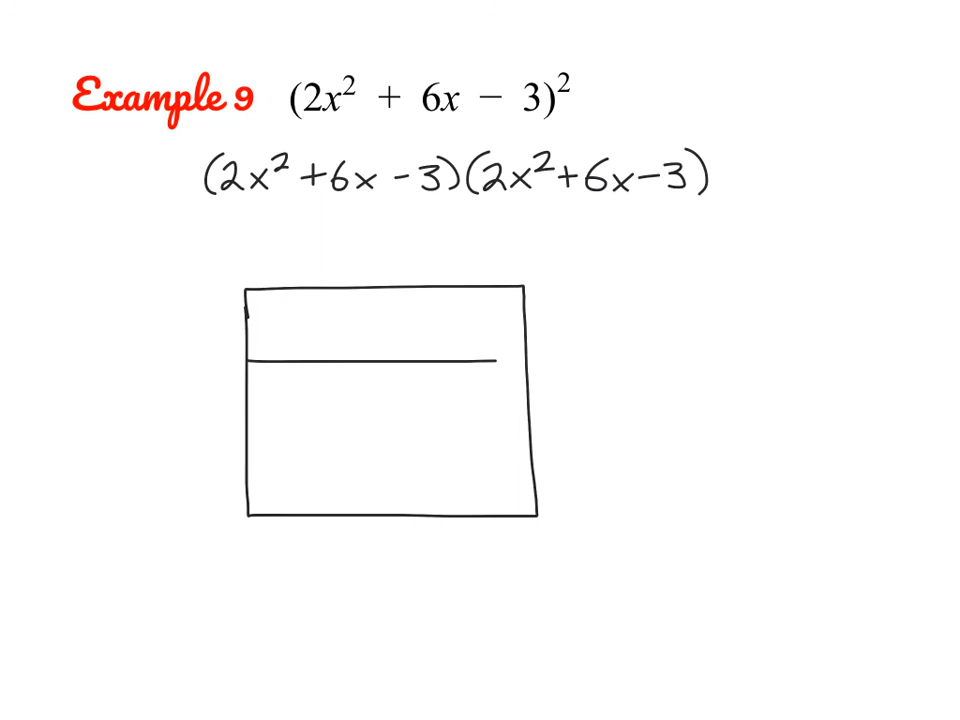 Example 9 (2x² + 6x − 3)²
(2x² +6x -3)(2x²+6x-3)